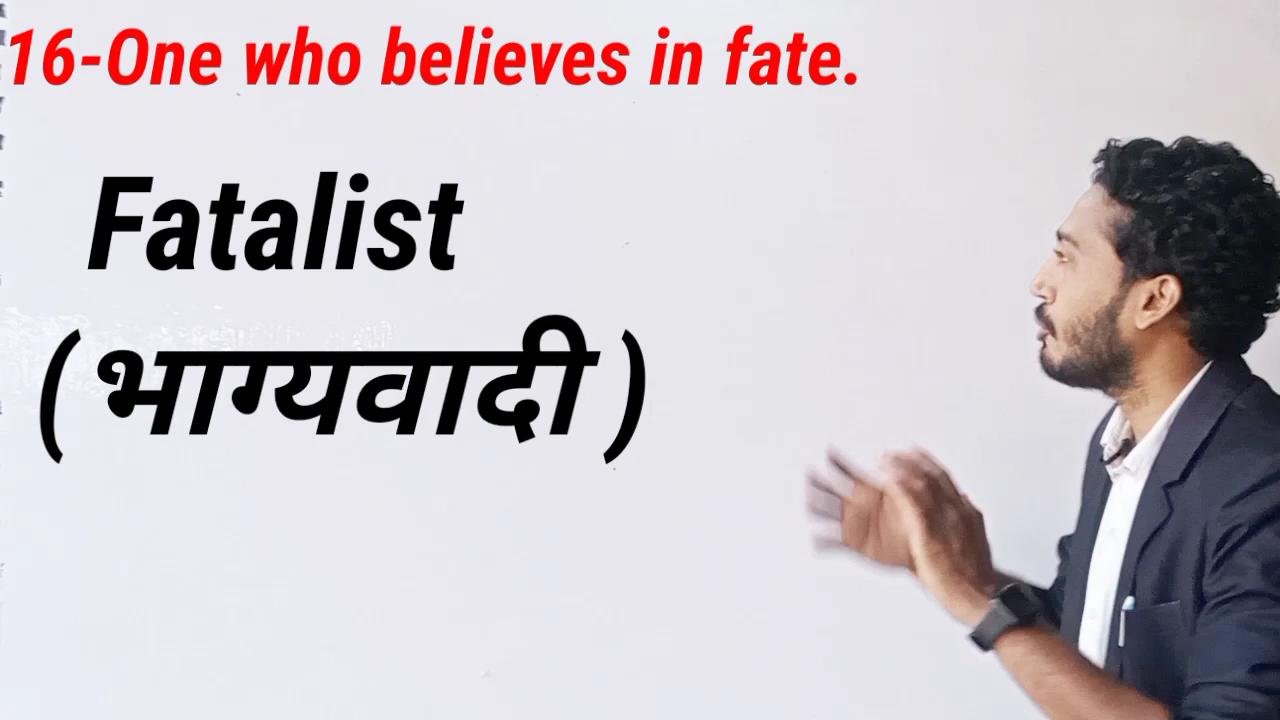 16-One who believes in fate.
Fatalist
(भाग्यवादी)